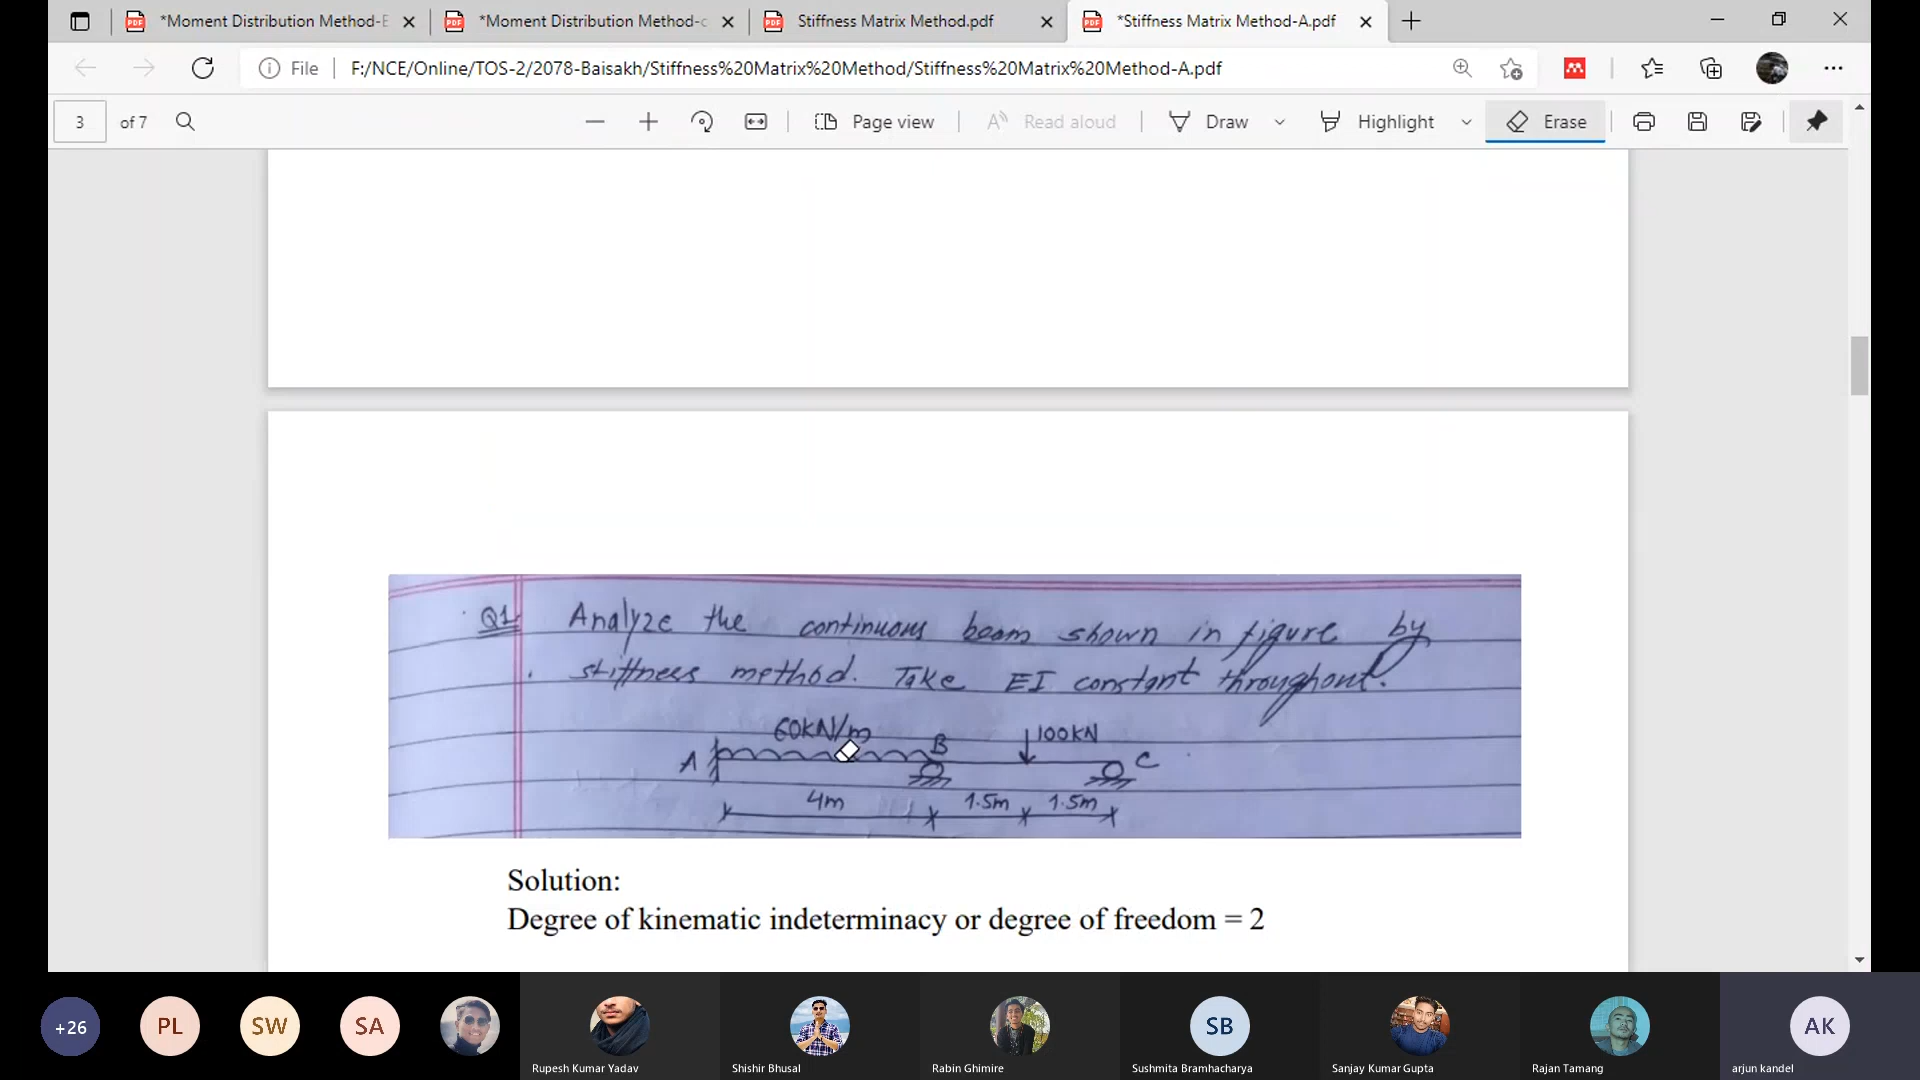 *Moment Distribution Method-E
*Moment Distribution Method-c
Stiffness Matrix Method.pdf
*Stiffness Matrix Method-A.pdf
File
F:/NCE/Online/TOS-2/2078-Baisakh/Stiffness%20Matrix%20Method/Stiffness%20Matrix%20Method-A.pdf
3 of 7
Page view
Read aloud
Draw
Highlight
Erase
Q1 Analyze the continuous beam shown in figure by
stiffness method. Take EI constant throughout.
60KN/m
B
100KN
A
C
4m 1.5m 1.5m
Solution:
Degree of kinematic indeterminacy or degree of freedom = 2
+26
PL
SW
SA
SB
AK
Rupesh Kumar Yadav
Shishir Bhusal
Rabin Ghimire
Sushmita Bramhacharya
Sanjay Kumar Gupta
Rajan Tamang
arjun kandel